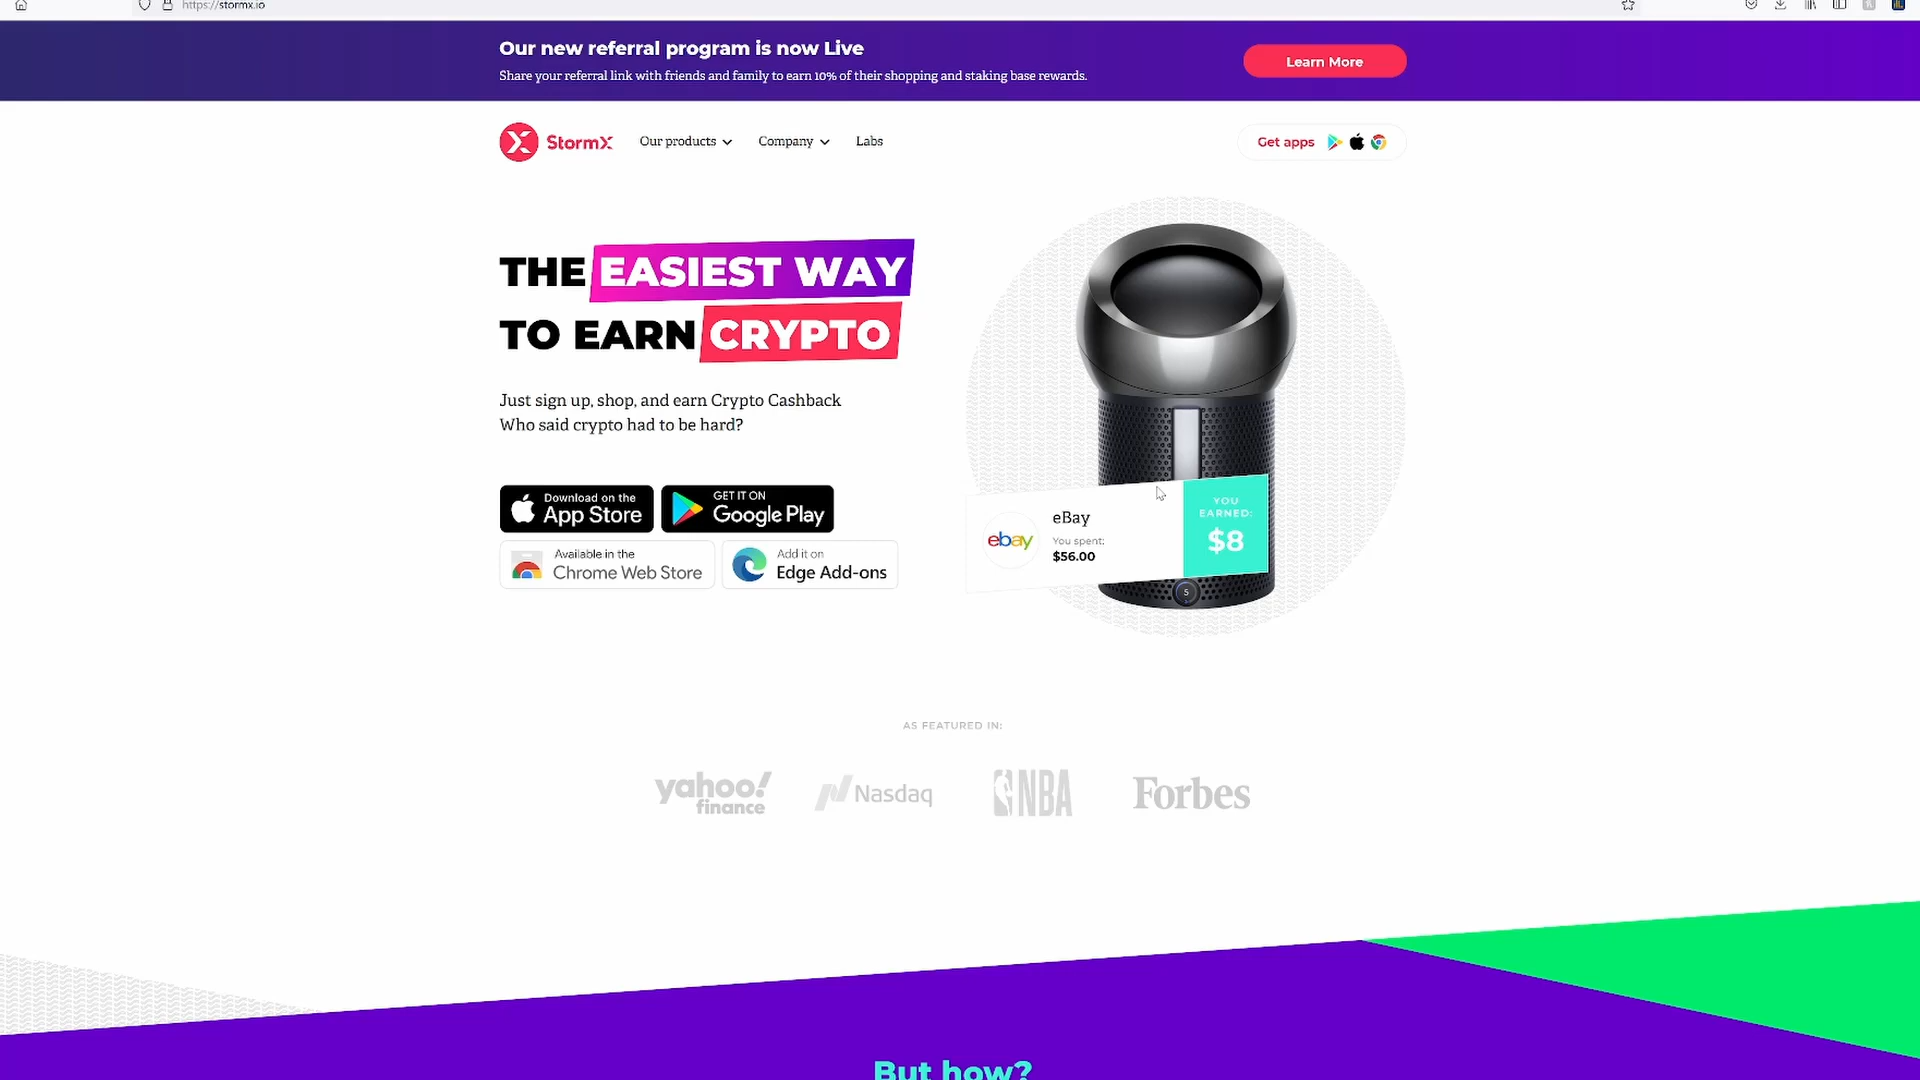 https://stormx.io
Our new referral program is now Live
Share your referral link with friends and family to earn 10% of their shopping and staking base rewards.
Learn More
StormX
Our products
Company
Labs
Get apps
THE EASIEST WAY
TO EARN CRYPTO
Just sign up, shop, and earn Crypto Cashback
Who said crypto had to be hard?
Download on the
App Store
GET IT ON
Google Play
Available in the
Chrome Web Store
Add it on
Edge Add-ons
ebay
eBay
You spent:
$56.00
YOU
EARNED:
$8
5
AS FEATURED IN:
yahoo!
finance
Nasdaq
NBA
Forbes
But how?